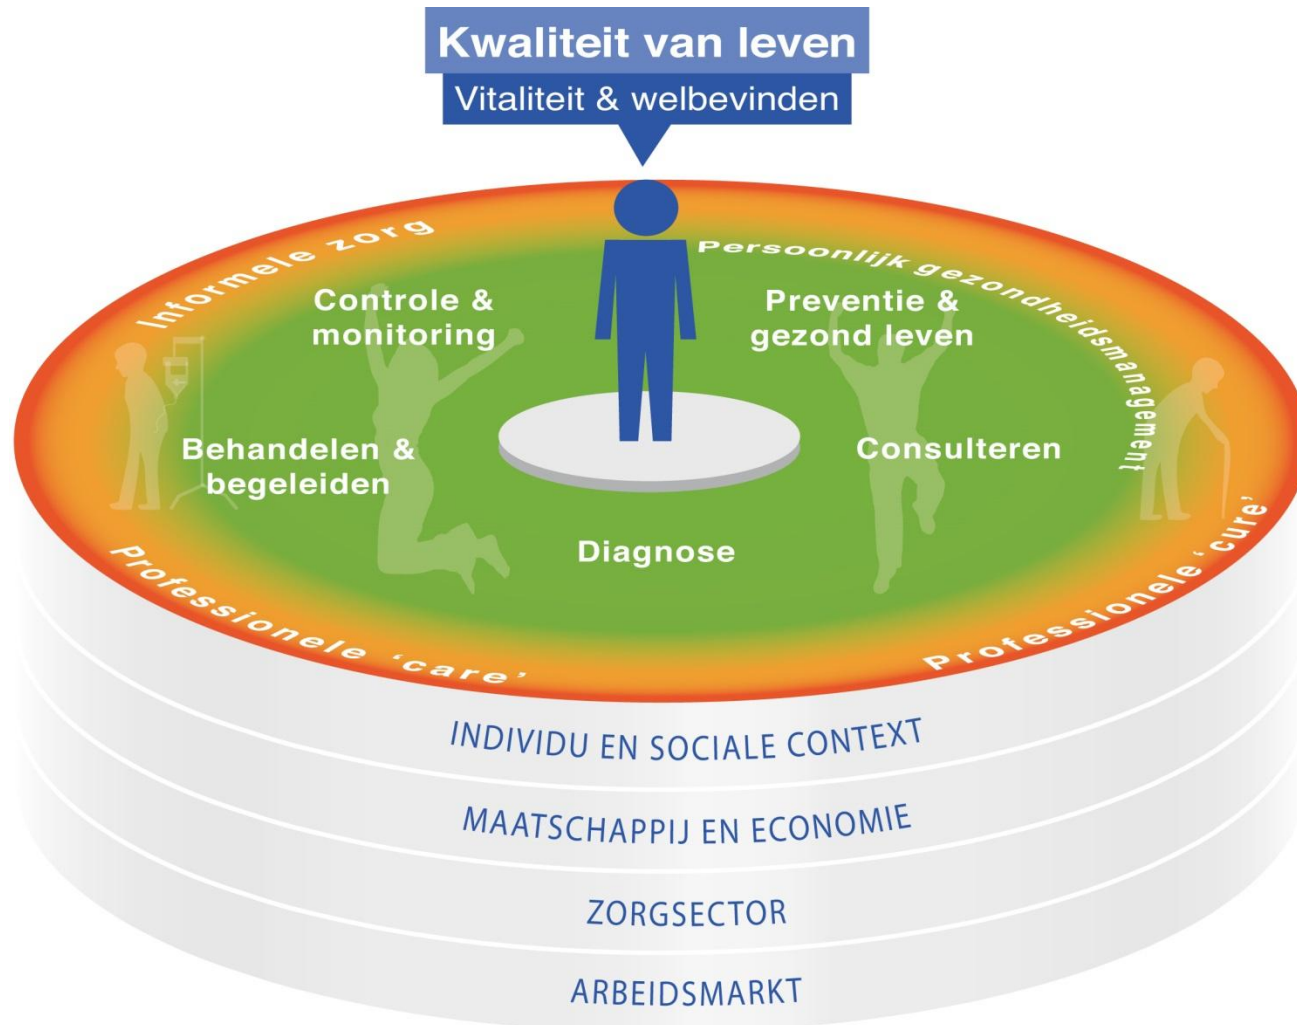 Kwaliteit van leven
Vitaliteit & welbevinden
Informele zorg
Persoonlijk gezondheidsmanagement
Controle &
monitoring
Preventie &
gezond leven
Behandelen &
begeleiden
Consulteren
Diagnose
Professionele ‘care’
Professionele ‘cure’
INDIVIDU EN SOCIALE CONTEXT
MAATSCHAPPIJ EN ECONOMIE
ZORGSECTOR
ARBEIDSMARKT